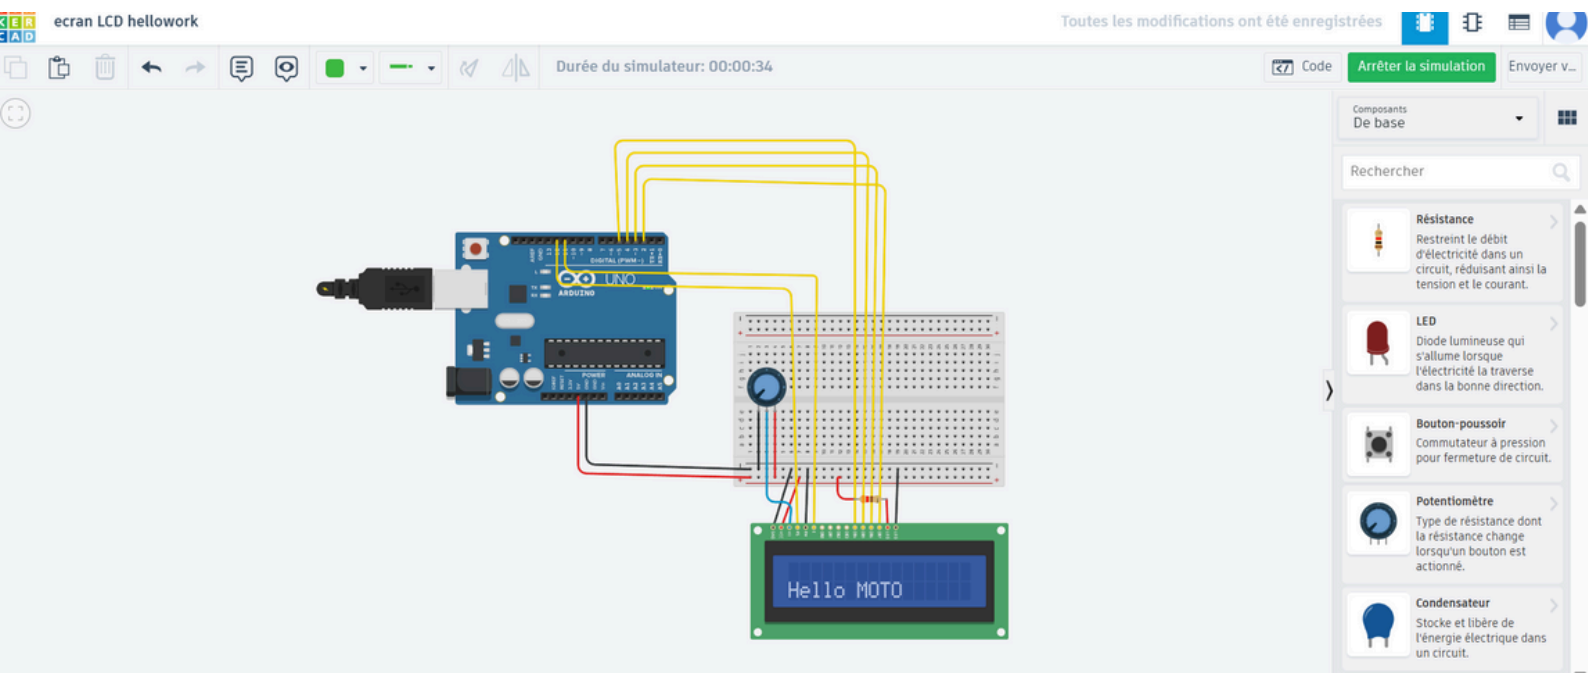 KER
CAD
ecran LCD hellowork
Toutes les modifications ont été enregistrées
Durée du simulateur: 00:00:34
Code
Arrêter la simulation
Envoyer v...
Composants
De base
Rechercher
Résistance
Restreint le débit
d'électricité dans un
circuit, réduisant ainsi la
tension et le courant.
LED
Diode lumineuse qui
s'allume lorsque
l'électricité la traverse
dans la bonne direction.
Bouton-poussoir
Commutateur à pression
pour fermeture de circuit.
Potentiomètre
Type de résistance dont
la résistance change
lorsqu'un bouton est
actionné.
Condensateur
Stocke et libère de
l'énergie électrique dans
un circuit.
DIGITAL (PWM~)
UNO
ARDUINO
POWER
ANALOG IN
Hello MOTO